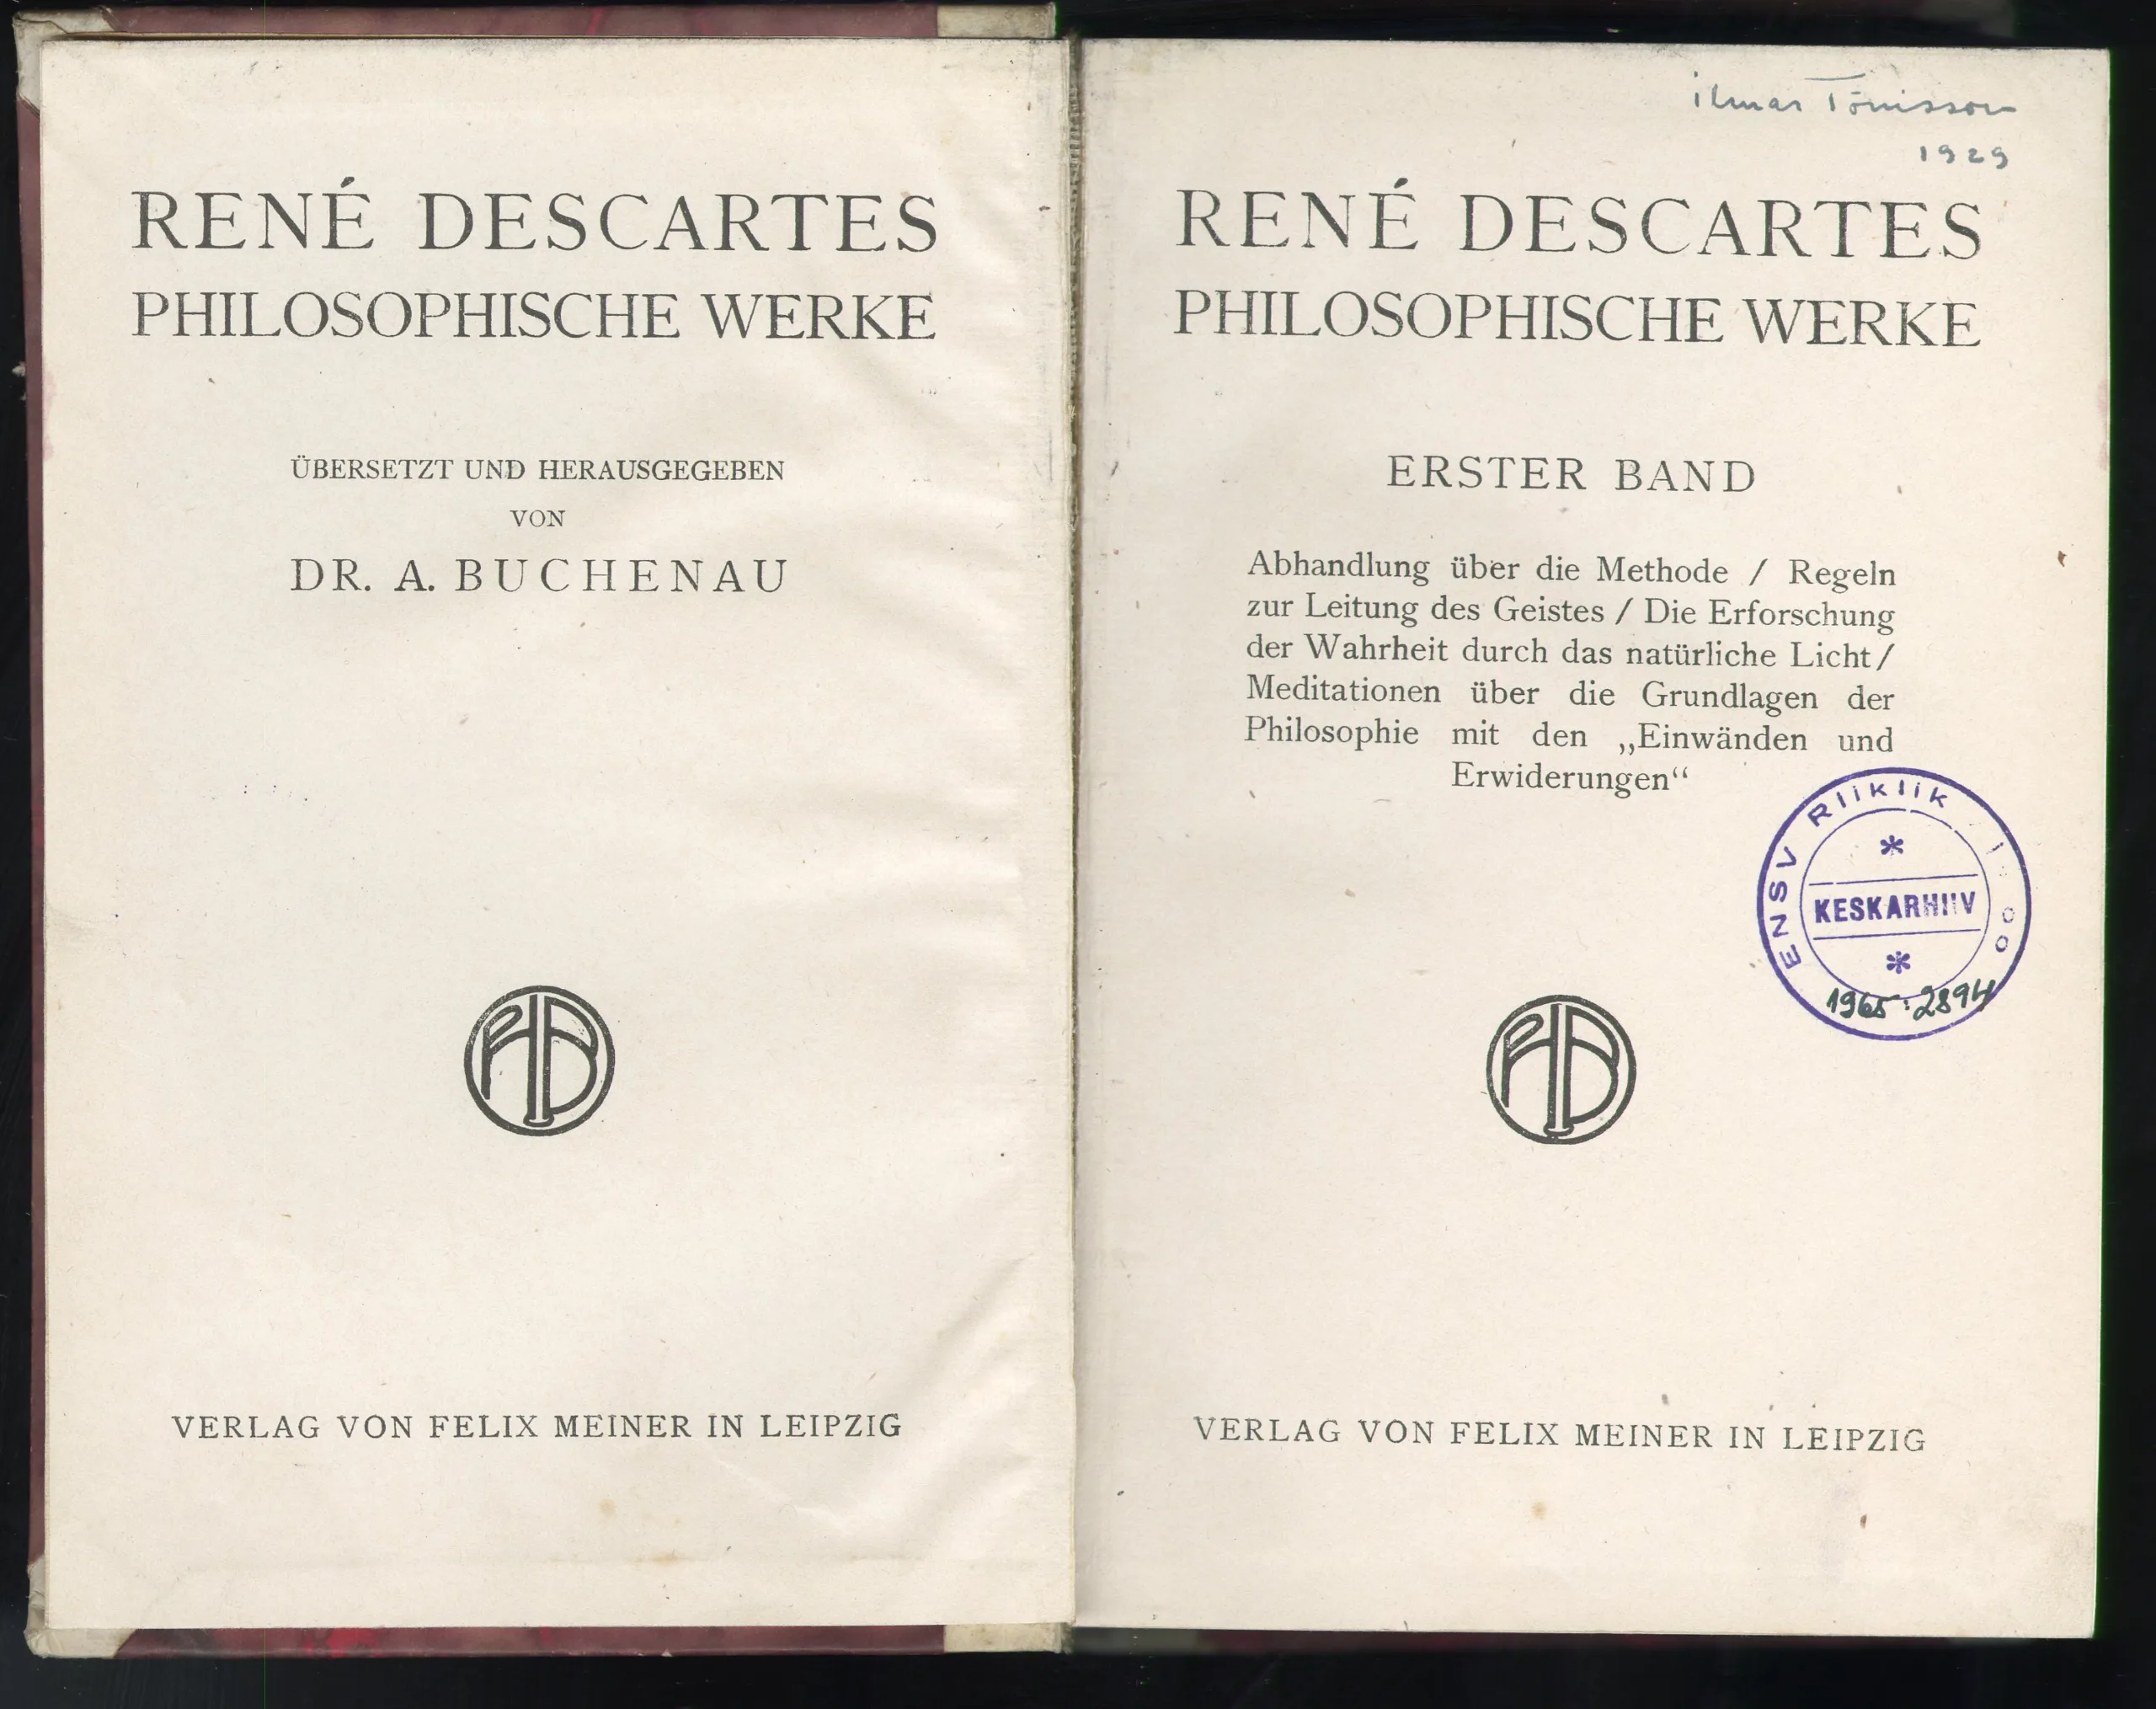 RENÉ DESCARTES
PHILOSOPHISCHE WERKE
ÜBERSETZT UND HERAUSGEGEBEN
VON
DR. A. BUCHENAU
VERLAG VON FELIX MEINER IN LEIPZIG
ilmar Tõnisson
1929
RENÉ DESCARTES
PHILOSOPHISCHE WERKE
ERSTER BAND
Abhandlung über die Methode / Regeln
zur Leitung des Geistes / Die Erforschung
der Wahrheit durch das natürliche Licht /
Meditationen über die Grundlagen der
Philosophie mit den „Einwänden und
Erwiderungen“
ENSV Riiklik
*
KESKARHIIV
*
1965:2894
VERLAG VON FELIX MEINER IN LEIPZIG